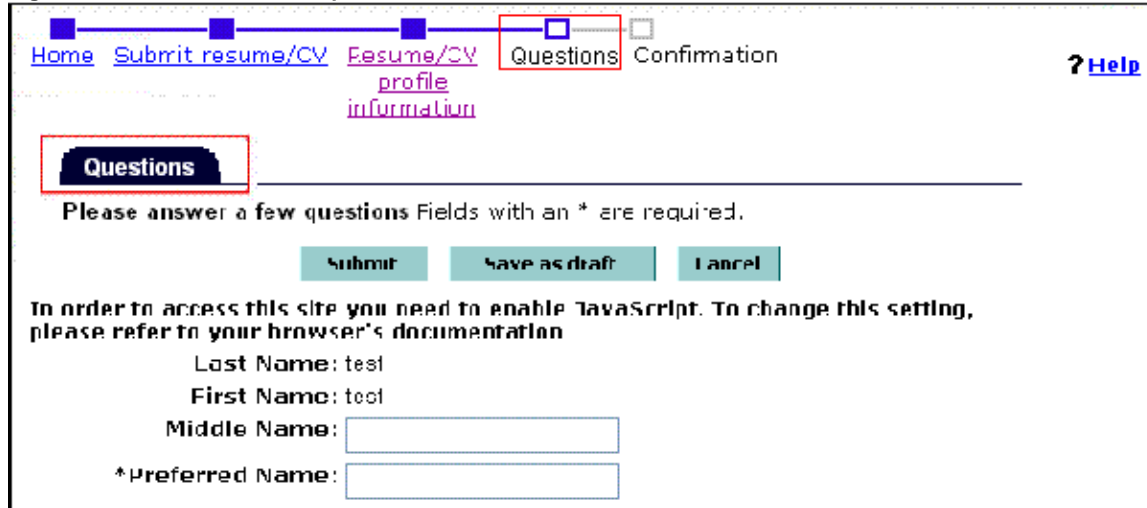 Home Submit resume/CV Resume/CV Questions Confirmation
profile
information
? Help
Questions
Please answer a few questions Fields with an * are required.
Submit Save as draft Cancel
In order to access this site you need to enable JavaScript. To change this setting,
please refer to your browser's documentation
Last Name: test
First Name: test
Middle Name:
*Preferred Name: